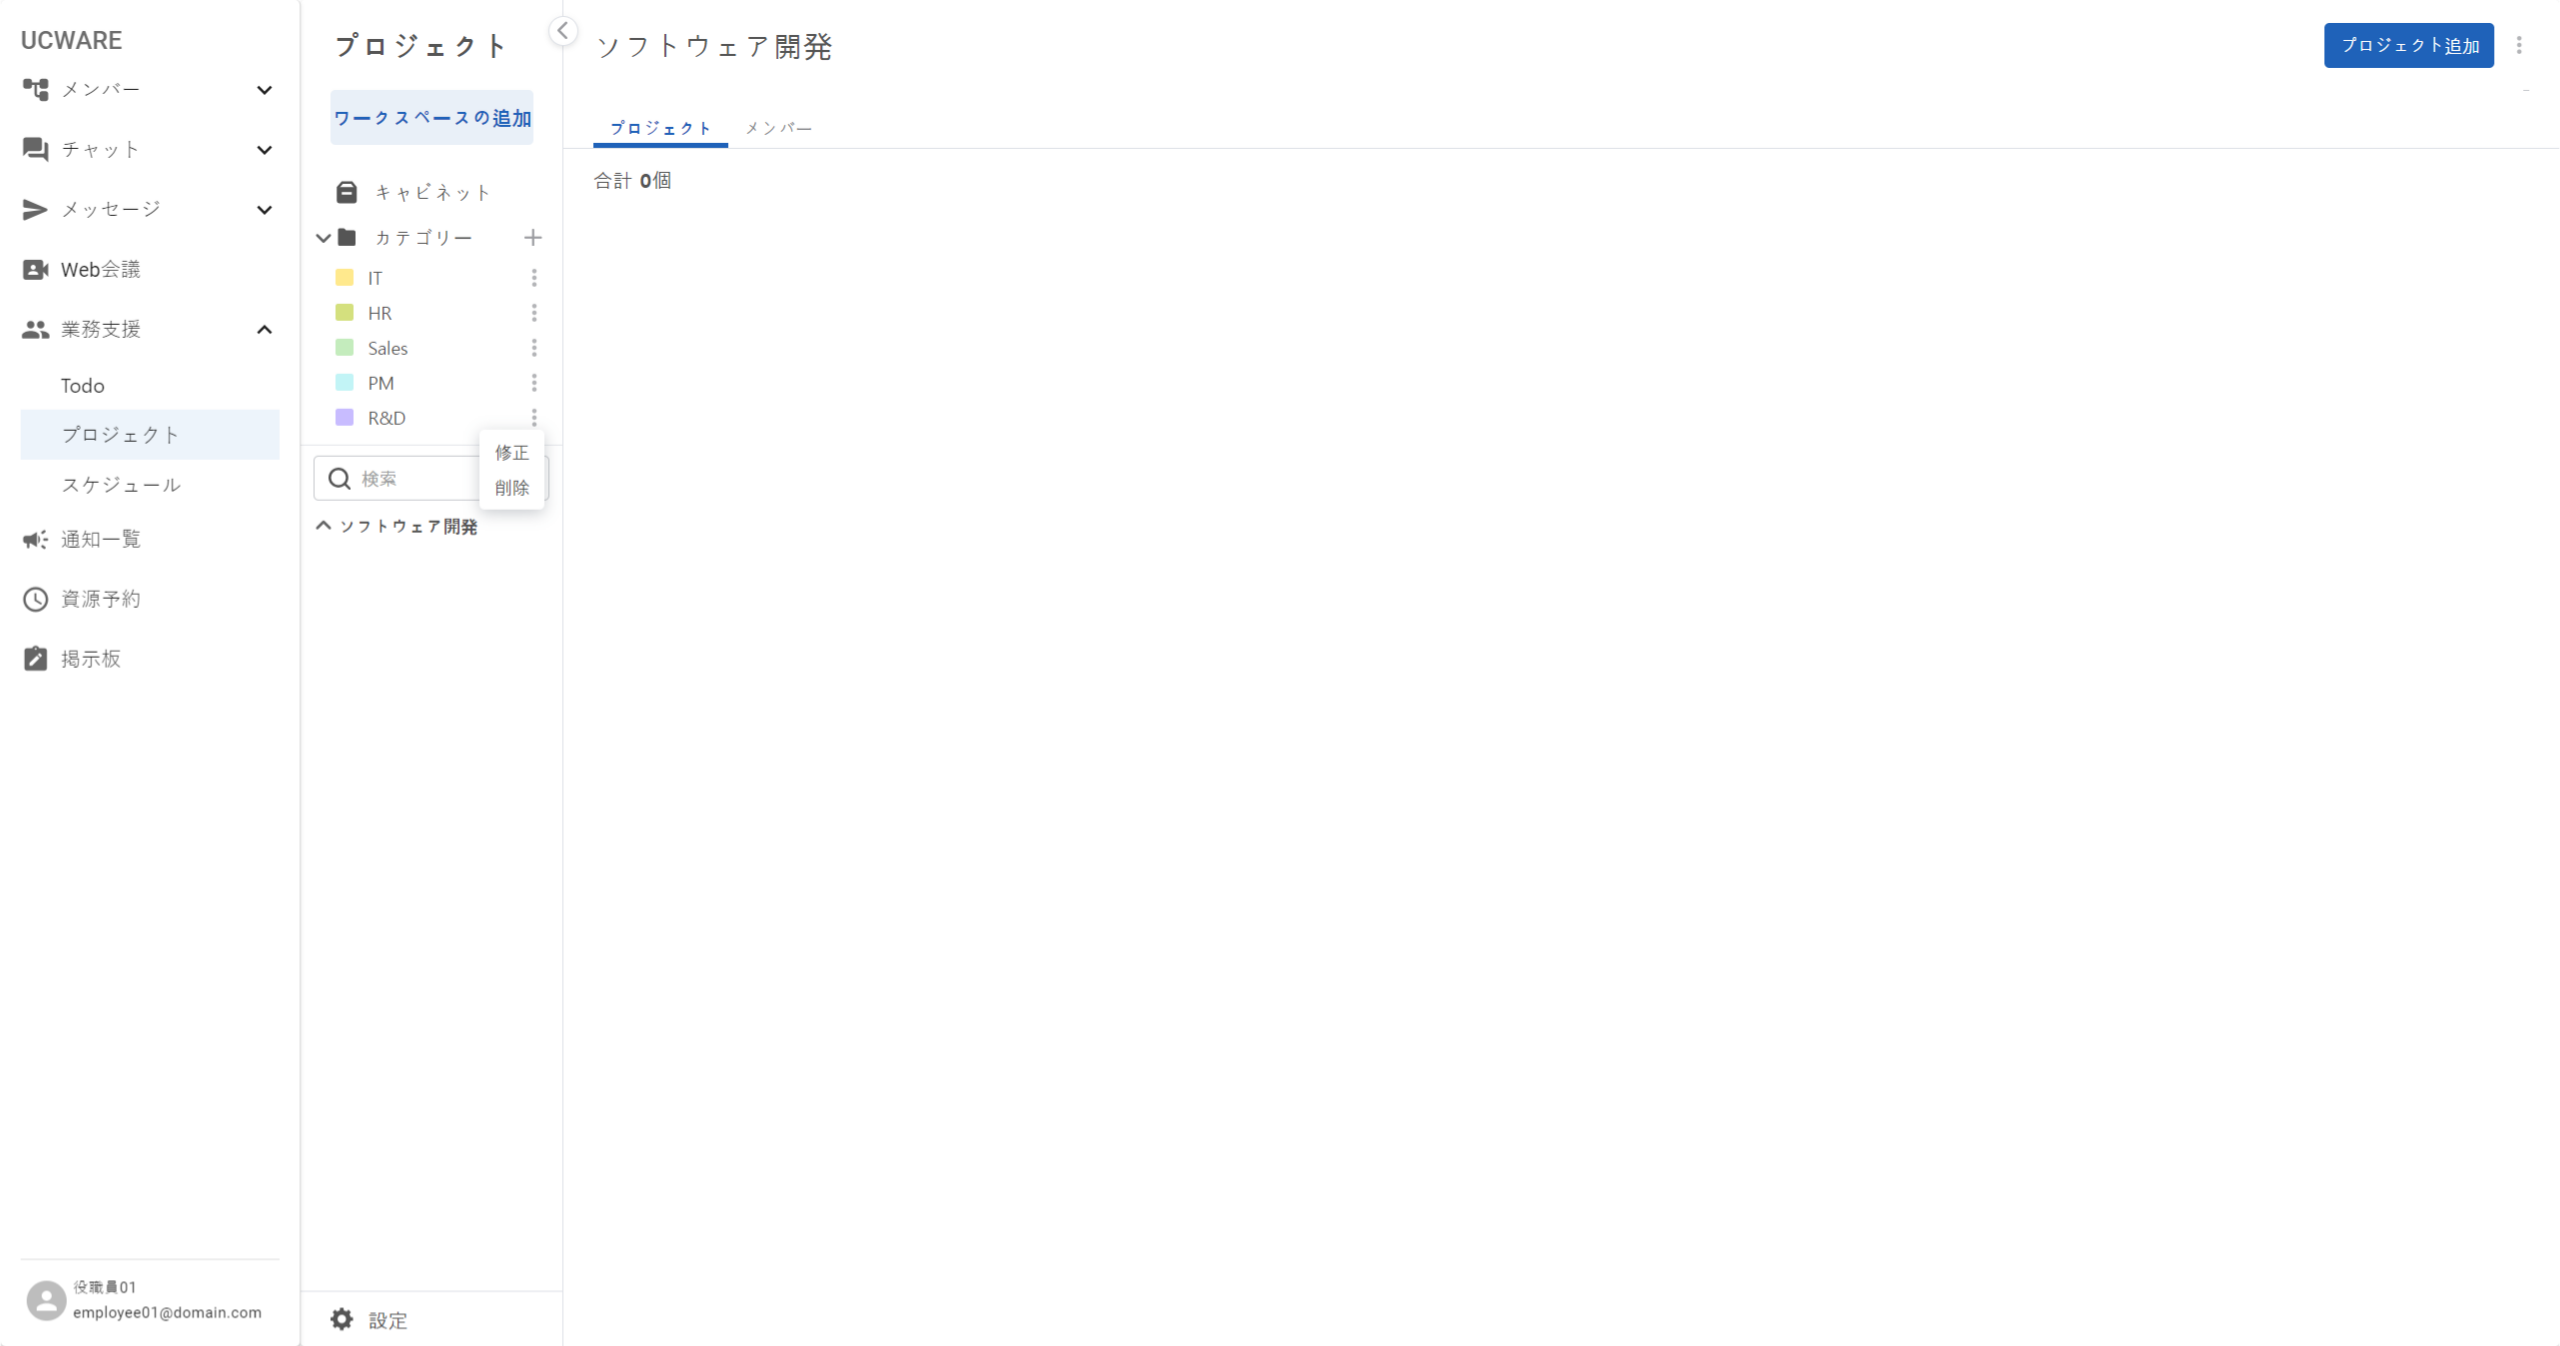 UCWARE
メンバー
チャット
メッセージ
Web会議
業務支援
Todo
プロジェクト
スケジュール
通知一覧
資源予約
掲示板
役職員01
employee01@domain.com
プロジェクト
ワークスペースの追加
キャビネット
カテゴリー
IT
HR
Sales
PM
R&D
修正
削除
検索
ソフトウェア開発
設定
ソフトウェア開発
プロジェクト追加
プロジェクト メンバー
合計 0個